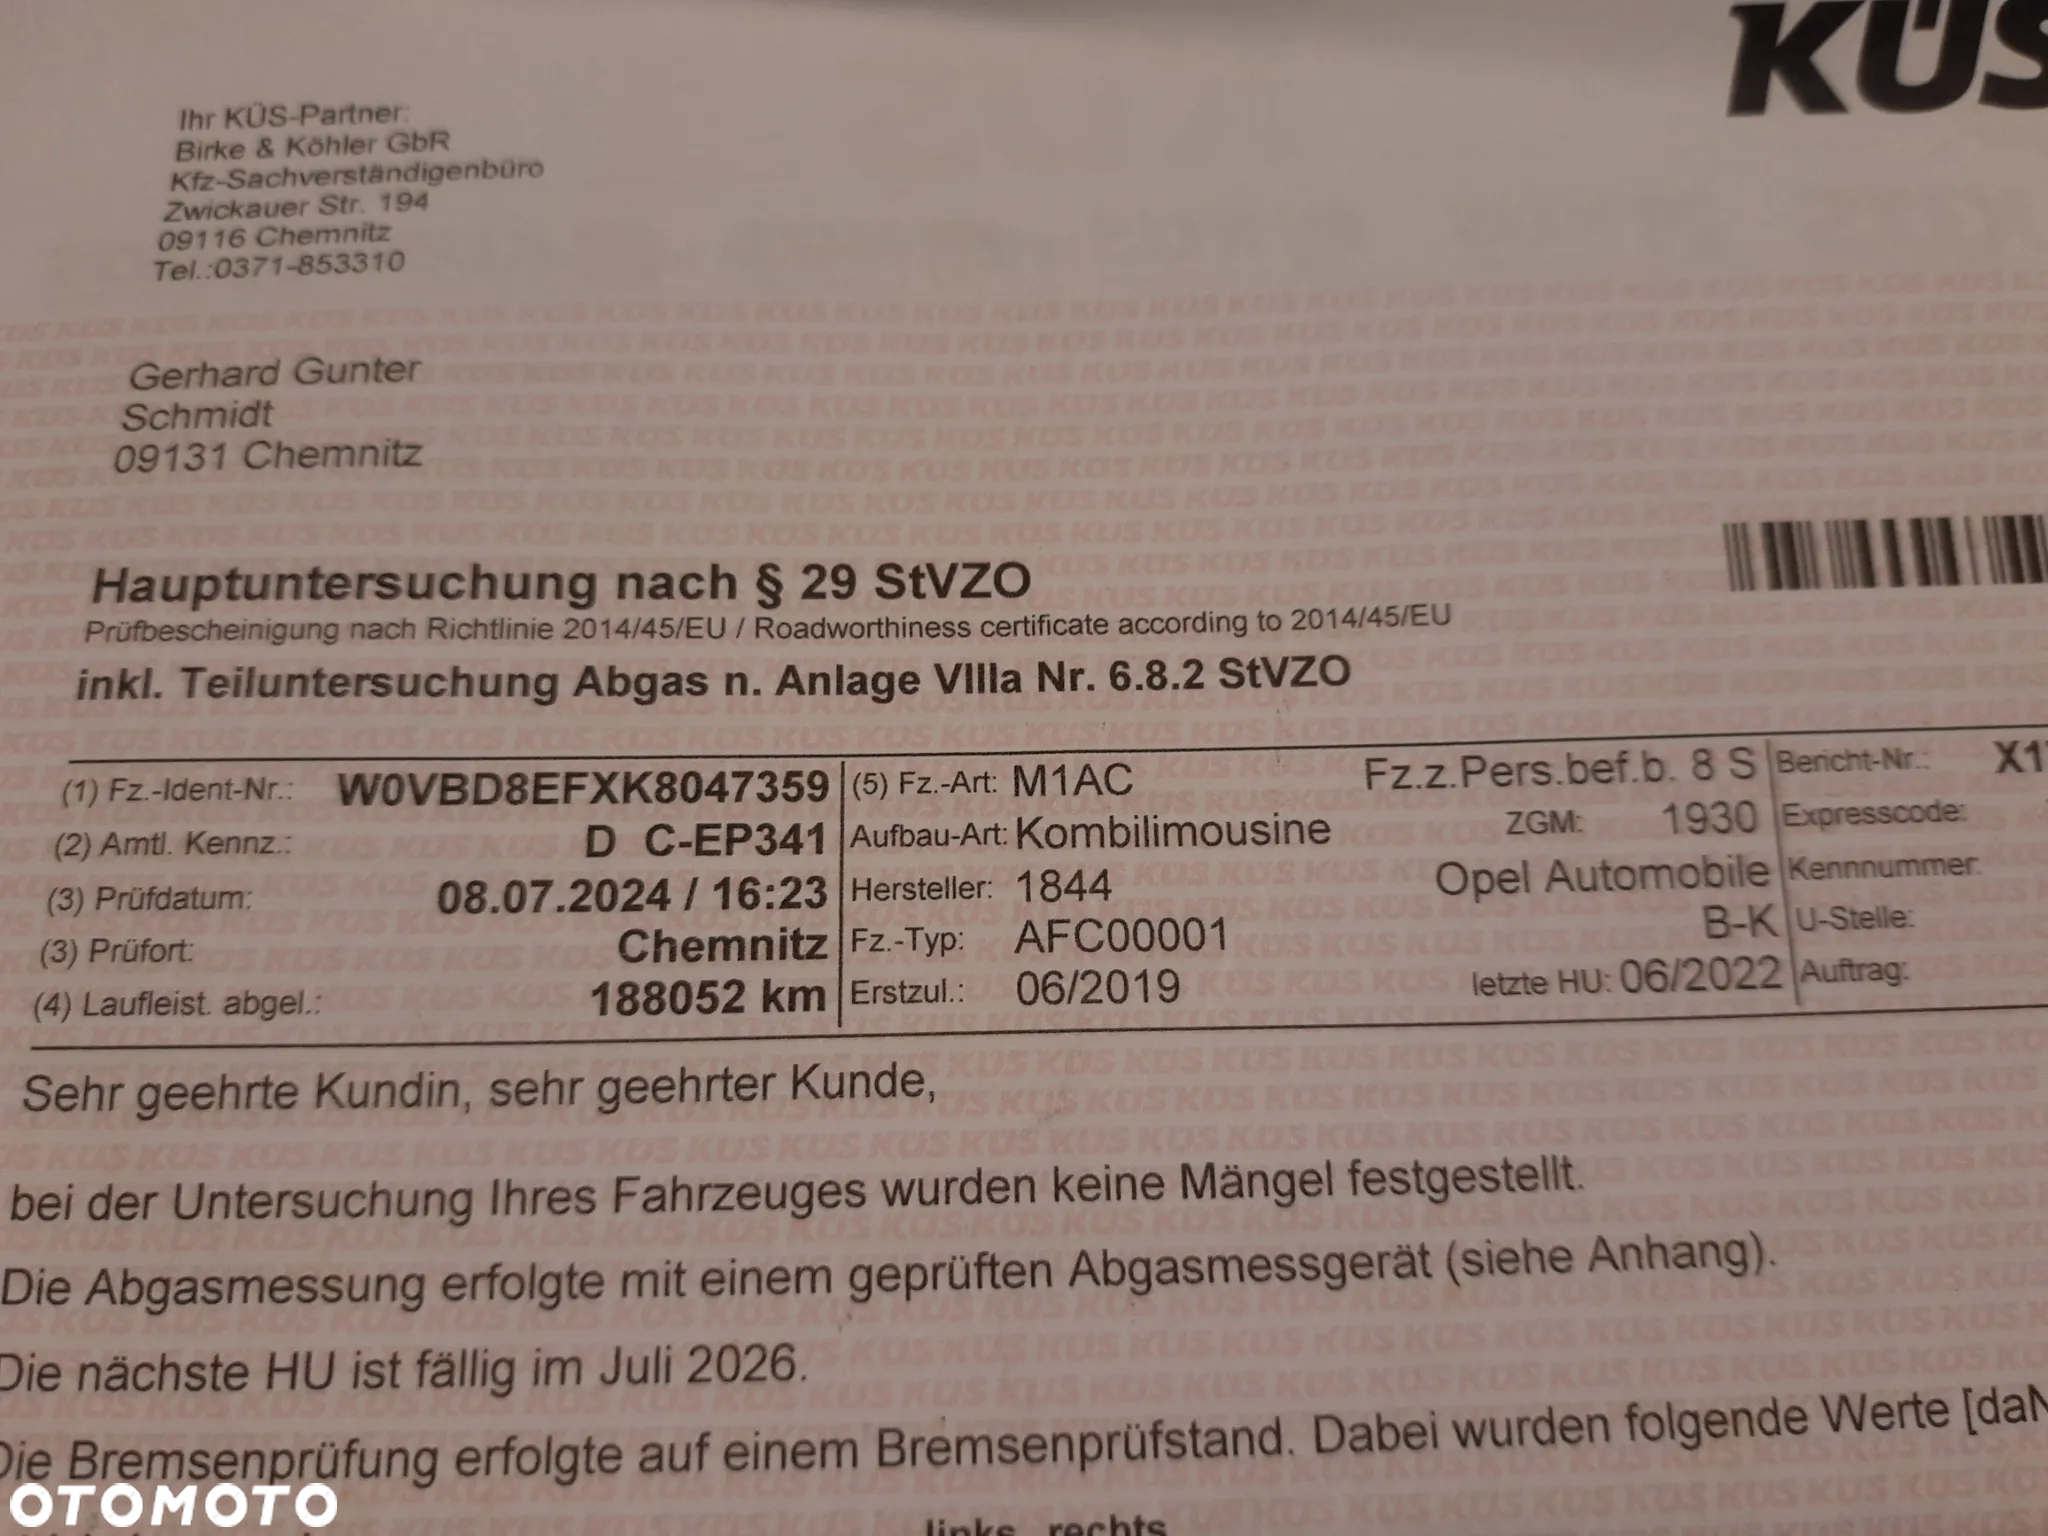 KÜS
Ihr KÜS-Partner:
Birke & Köhler GbR
Kfz-Sachverständigenbüro
Zwickauer Str. 194
09116 Chemnitz
Tel.:0371-853310
Gerhard Gunter
Schmidt
09131 Chemnitz
Hauptuntersuchung nach § 29 StVZO
Prüfbescheinigung nach Richtlinie 2014/45/EU / Roadworthiness certificate according to 2014/45/EU
inkl. Teiluntersuchung Abgas n. Anlage VIIIa Nr. 6.8.2 StVZO
(1) Fz.-Ident-Nr.: W0VBD8EFXK8047359 (5) Fz.-Art: M1AC Fz.z.Pers.bef.b. 8 S Bericht-Nr.: X1
(2) Amtl. Kennz.: D C-EP341 Aufbau-Art: Kombilimousine ZGM: 1930 Expresscode:
(3) Prüfdatum: 08.07.2024 / 16:23 Hersteller: 1844 Opel Automobile Kennnummer:
(3) Prüfort: Chemnitz Fz.-Typ: AFC00001 B-K U-Stelle:
(4) Laufleist. abgel.: 188052 km Erstzul.: 06/2019 letzte HU: 06/2022 Auftrag:
Sehr geehrte Kundin, sehr geehrter Kunde,
bei der Untersuchung Ihres Fahrzeuges wurden keine Mängel festgestellt.
Die Abgasmessung erfolgte mit einem geprüften Abgasmessgerät (siehe Anhang).
Die nächste HU ist fällig im Juli 2026.
Die Bremsenprüfung erfolgte auf einem Bremsenprüfstand. Dabei wurden folgende Werte [daN
links rechts
OTOMOTO